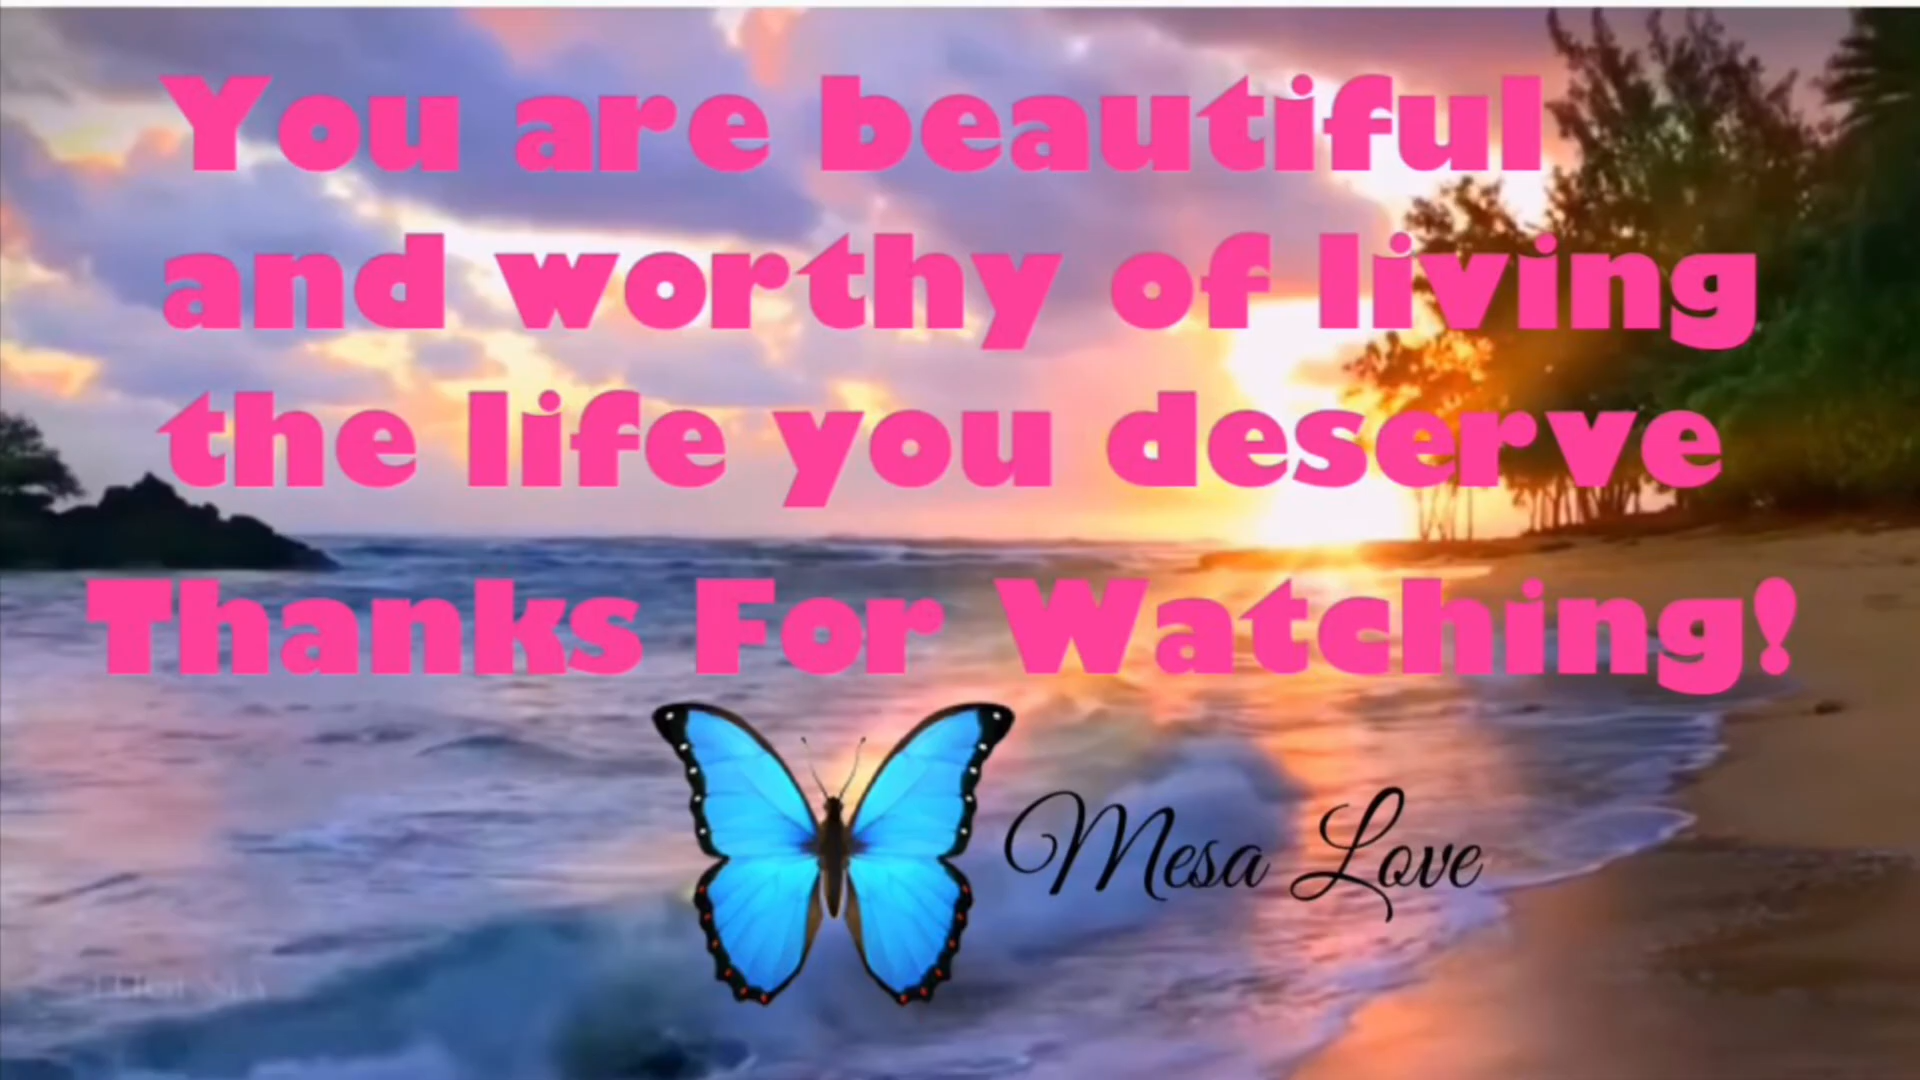 You are beautiful
and worthy of living
the life you deserve
Thanks For Watching!
Mesa Love